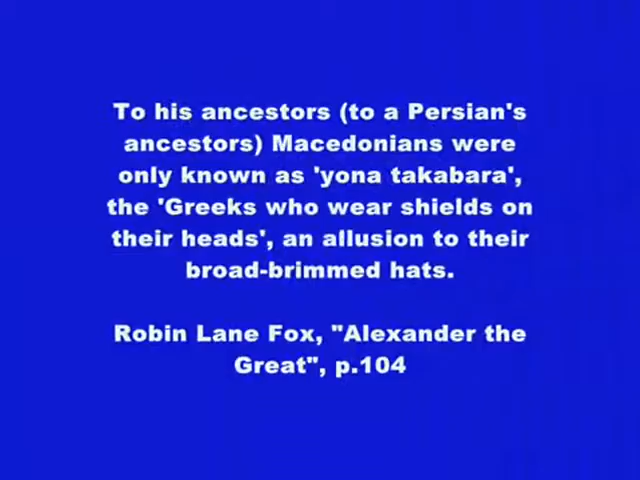 To his ancestors (to a Persian's
ancestors) Macedonians were
only known as 'yona takabara',
the 'Greeks who wear shields on
their heads', an allusion to their
broad-brimmed hats.
Robin Lane Fox, "Alexander the
Great", p.104